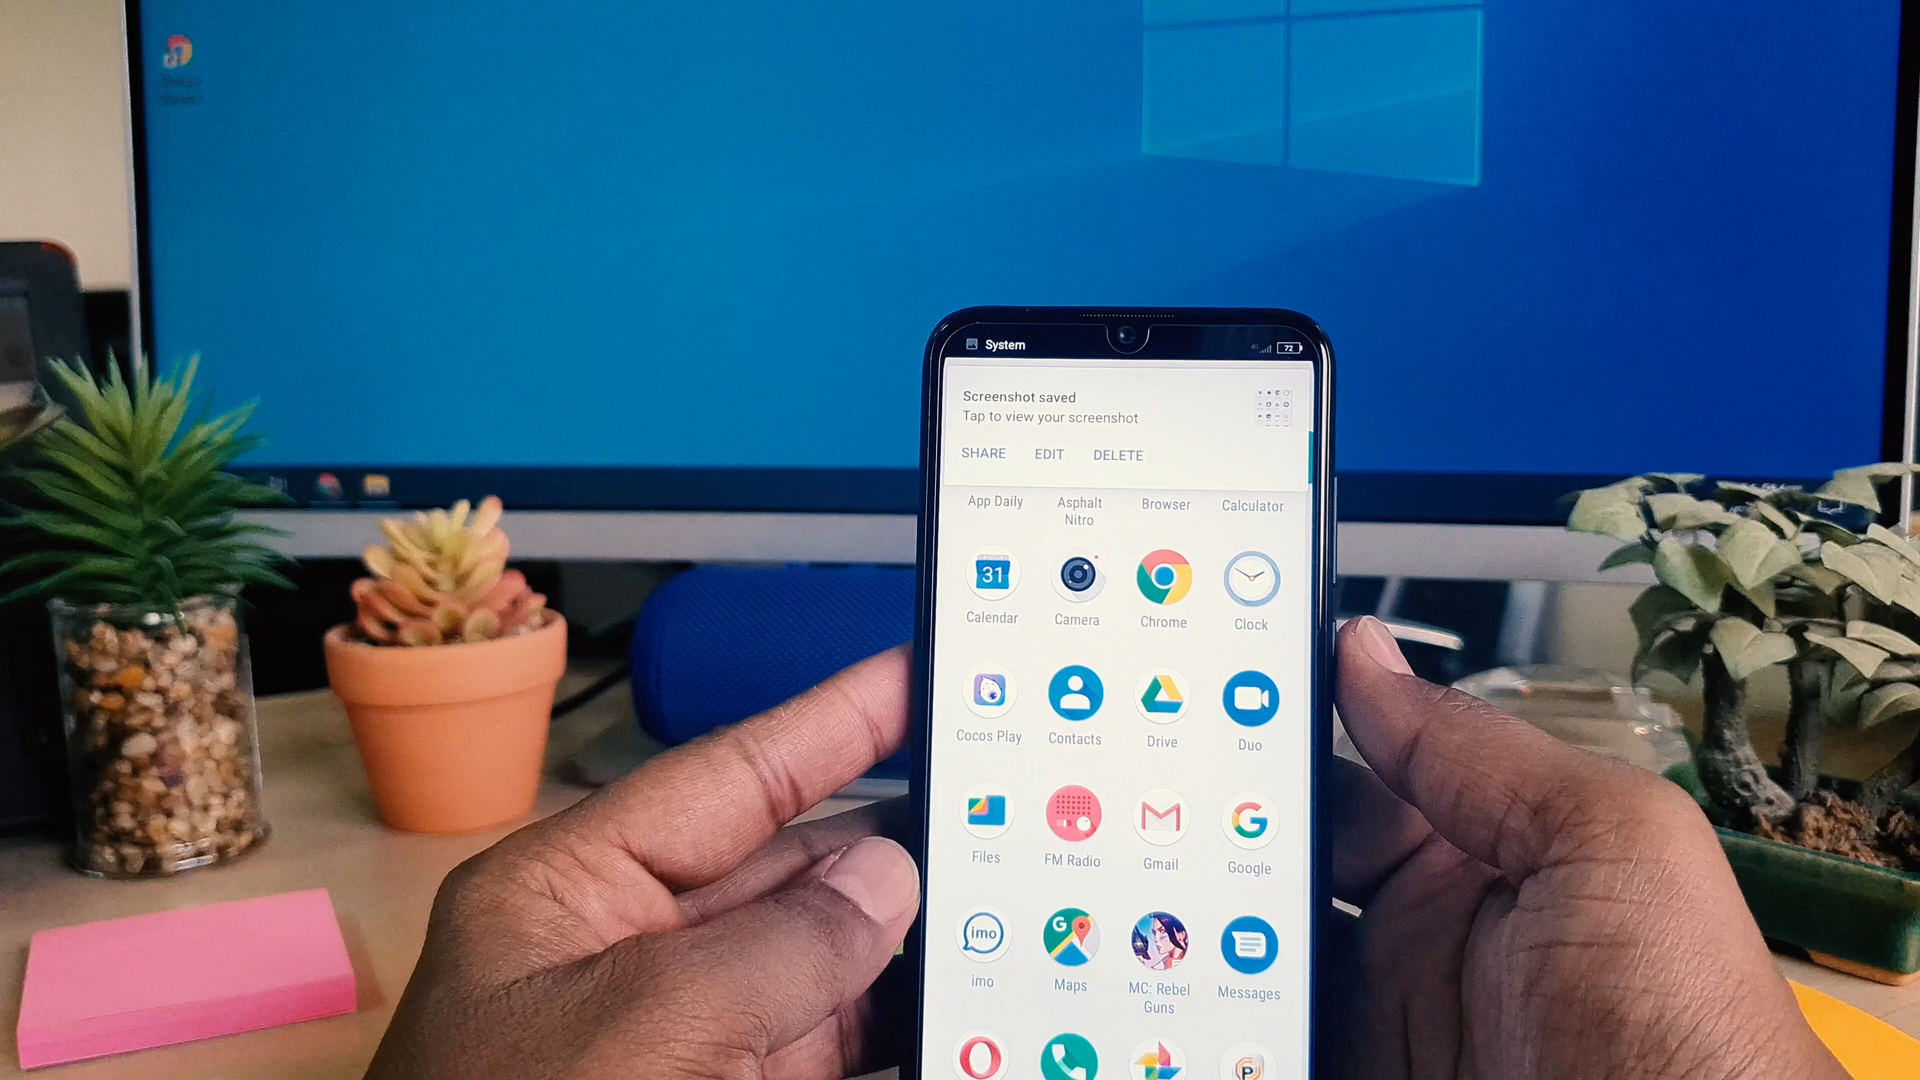 System
72
Screenshot saved
Tap to view your screenshot
SHARE EDIT DELETE
App Daily Asphalt Browser Calculator
Nitro
31
Calendar Camera Chrome Clock
Cocos Play Contacts Drive Duo
Files FM Radio Gmail Google
imo
G
imo Maps MC: Rebel Messages
Guns
P